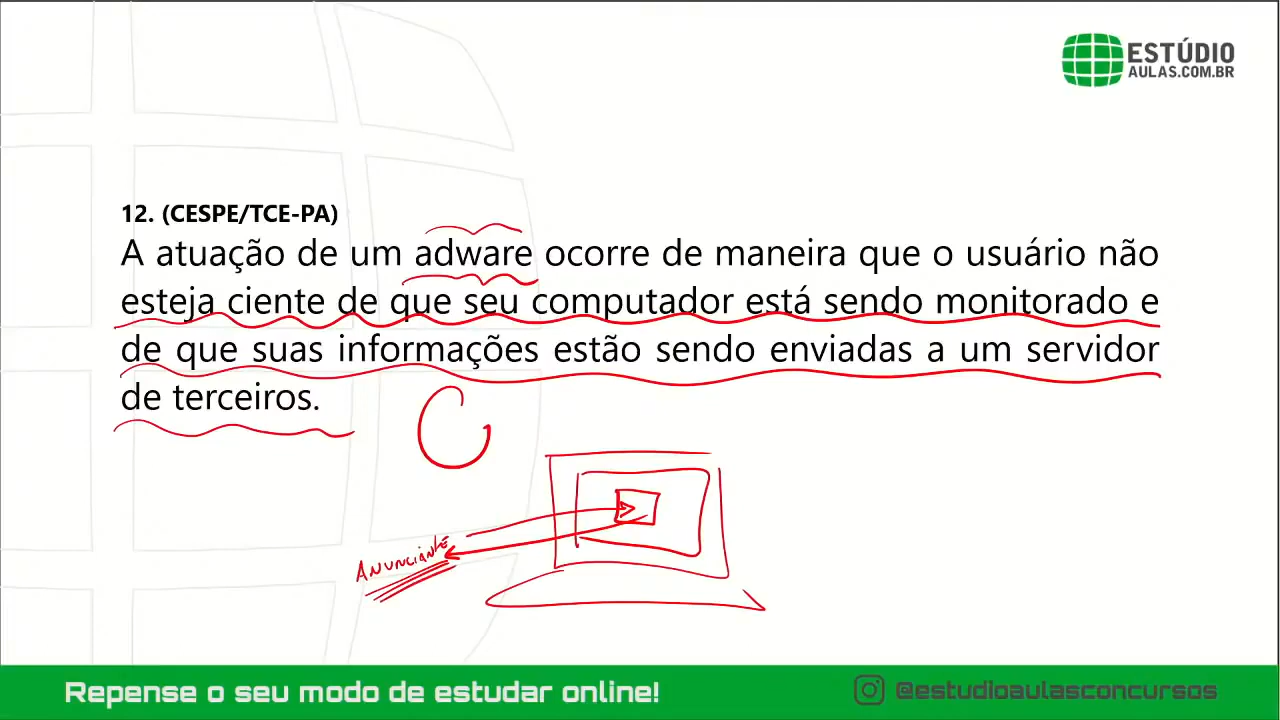 ESTÚDIO
AULAS.COM.BR
12. (CESPE/TCE-PA)
A atuação de um adware ocorre de maneira que o usuário não
esteja ciente de que seu computador está sendo monitorado e
de que suas informações estão sendo enviadas a um servidor
de terceiros.
C
ANUNCIANTE
Repense o seu modo de estudar online!
@estudioaulasconcursos